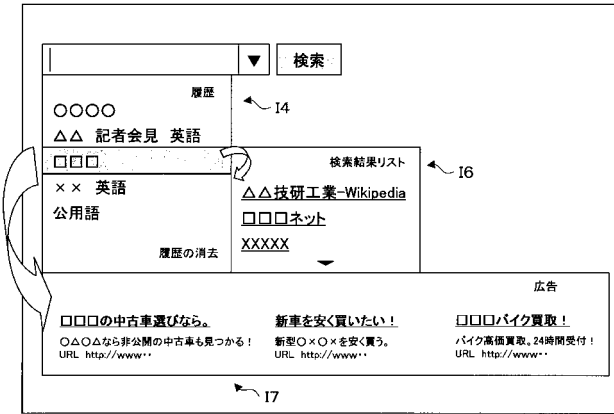 ▼ 検索
履歴
I4
○○○○
△△ 記者会見 英語
□□□
×× 英語
公用語
履歴の消去
検索結果リスト
I6
△△技研工業-Wikipedia
□□□ネット
XXXXX
広告
□□□の中古車選びなら。
○△○△なら非公開の中古車も見つかる！
URL http://www‥
新車を安く買いたい！
新型○×○×を安く買う。
URL http://www‥
□□□バイク買取！
バイク高価買取。24時間受付！
URL http://www‥
I7